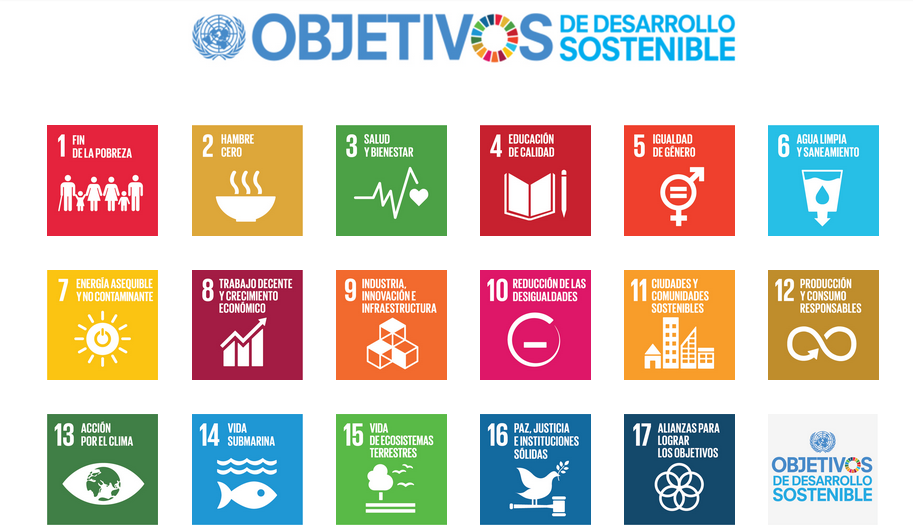 OBJETIVOS DE DESARROLLO
SOSTENIBLE
1 FIN
DE LA POBREZA
2 HAMBRE
CERO
3 SALUD
Y BIENESTAR
4 EDUCACIÓN
DE CALIDAD
5 IGUALDAD
DE GÉNERO
6 AGUA LIMPIA
Y SANEAMIENTO
7 ENERGÍA ASEQUIBLE
Y NO CONTAMINANTE
8 TRABAJO DECENTE
Y CRECIMIENTO
ECONÓMICO
9 INDUSTRIA,
INNOVACIÓN E
INFRAESTRUCTURA
10 REDUCCIÓN DE LAS
DESIGUALDADES
11 CIUDADES Y
COMUNIDADES
SOSTENIBLES
12 PRODUCCIÓN
Y CONSUMO
RESPONSABLES
13 ACCIÓN
POR EL CLIMA
14 VIDA
SUBMARINA
15 VIDA
DE ECOSISTEMAS
TERRESTRES
16 PAZ, JUSTICIA
E INSTITUCIONES
SÓLIDAS
17 ALIANZAS PARA
LOGRAR
LOS OBJETIVOS
OBJETIVOS
DE DESARROLLO
SOSTENIBLE